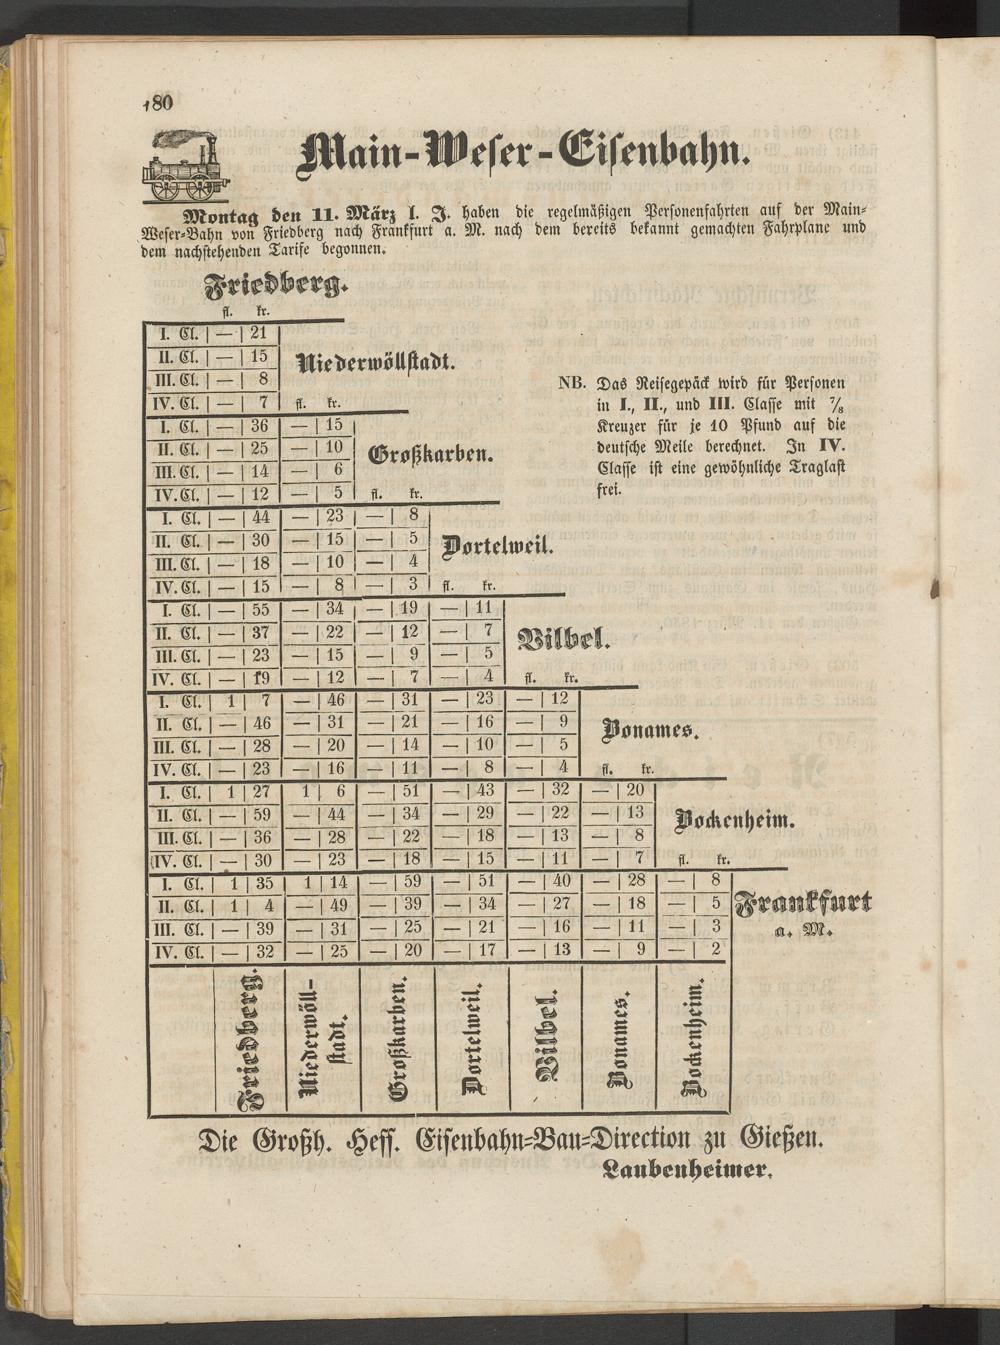 180
Main-Weser-Eisenbahn.
Montag den 11. März l. J. haben die regelmäßigen Personenfahrten auf der Main=
Weser=Bahn von Friedberg nach Frankfurt a. M. nach dem bereits bekannt gemachten Fahrplane und
dem nachstehenden Tarife begonnen.
Friedberg.
fl. kr.
I. Cl. | — | 21
II. Cl. | — | 15
Niederwöllstadt.
III. Cl. | — | 8
IV. Cl. | — | 7 fl. kr.
I. Cl. | — | 36 — | 15
II. Cl. | — | 25 — | 10
Großkarben.
III. Cl. | — | 14 — | 6
IV. Cl. | — | 12 — | 5 fl. kr.
I. Cl. | — | 44 — | 23 — | 8
II. Cl. | — | 30 — | 15 — | 5
Dortelweil.
III. Cl. | — | 18 — | 10 — | 4
IV. Cl. | — | 15 — | 8 — | 3 fl. kr.
I. Cl. | — | 55 — | 34 — | 19 — | 11
II. Cl. | — | 37 — | 22 — | 12 — | 7
Vilbel.
III. Cl. | — | 23 — | 15 — | 9 — | 5
IV. Cl. | — | 19 — | 12 — | 7 — | 4 fl. kr.
I. Cl. | 1 | 7 — | 46 — | 31 — | 23 — | 12
II. Cl. | — | 46 — | 31 — | 21 — | 16 — | 9
Bonames.
III. Cl. | — | 28 — | 20 — | 14 — | 10 — | 5
IV. Cl. | — | 23 — | 16 — | 11 — | 8 — | 4 fl. kr.
I. Cl. | 1 | 27 1 | 6 — | 51 — | 43 — | 32 — | 20
II. Cl. | — | 59 — | 44 — | 34 — | 29 — | 22 — | 13
Bockenheim.
III. Cl. | — | 36 — | 28 — | 22 — | 18 — | 13 — | 8
IV. Cl. | — | 30 — | 23 — | 18 — | 15 — | 11 — | 7 fl. kr.
I. Cl. | 1 | 35 1 | 14 — | 59 — | 51 — | 40 — | 28 — | 8
II. Cl. | 1 | 4 — | 49 — | 39 — | 34 — | 27 — | 18 — | 5
Frankfurt
a. M.
III. Cl. | — | 39 — | 31 — | 25 — | 21 — | 16 — | 11 — | 3
IV. Cl. | — | 32 — | 25 — | 20 — | 17 — | 13 — | 9 — | 2
Friedberg.
Niederwöll-
stadt.
Großkarben.
Dortelweil.
Vilbel.
Bonames.
Bockenheim.
NB. Das Reisegepäck wird für Personen
in I., II., und III. Classe mit 7/8
Kreuzer für je 10 Pfund auf die
deutsche Meile berechnet. In IV.
Classe ist eine gewöhnliche Traglast
frei.
Die Großh. Hess. Eisenbahn=Bau=Direction zu Gießen.
Laubenheimer.